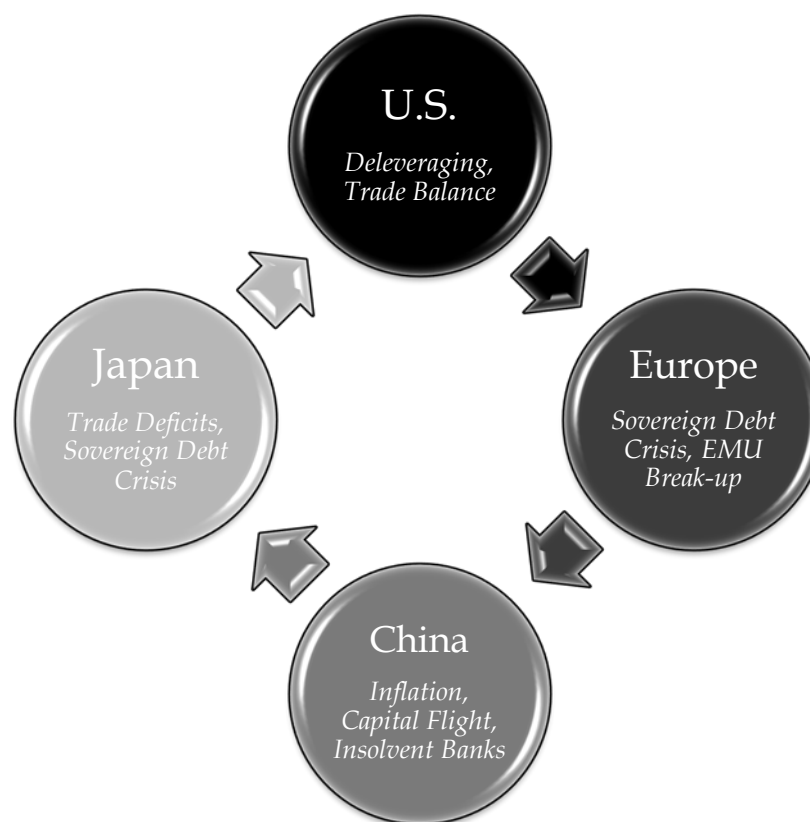 U.S.
Deleveraging,
Trade Balance
Japan
Trade Deficits,
Sovereign Debt
Crisis
Europe
Sovereign Debt
Crisis, EMU
Break-up
China
Inflation,
Capital Flight,
Insolvent Banks